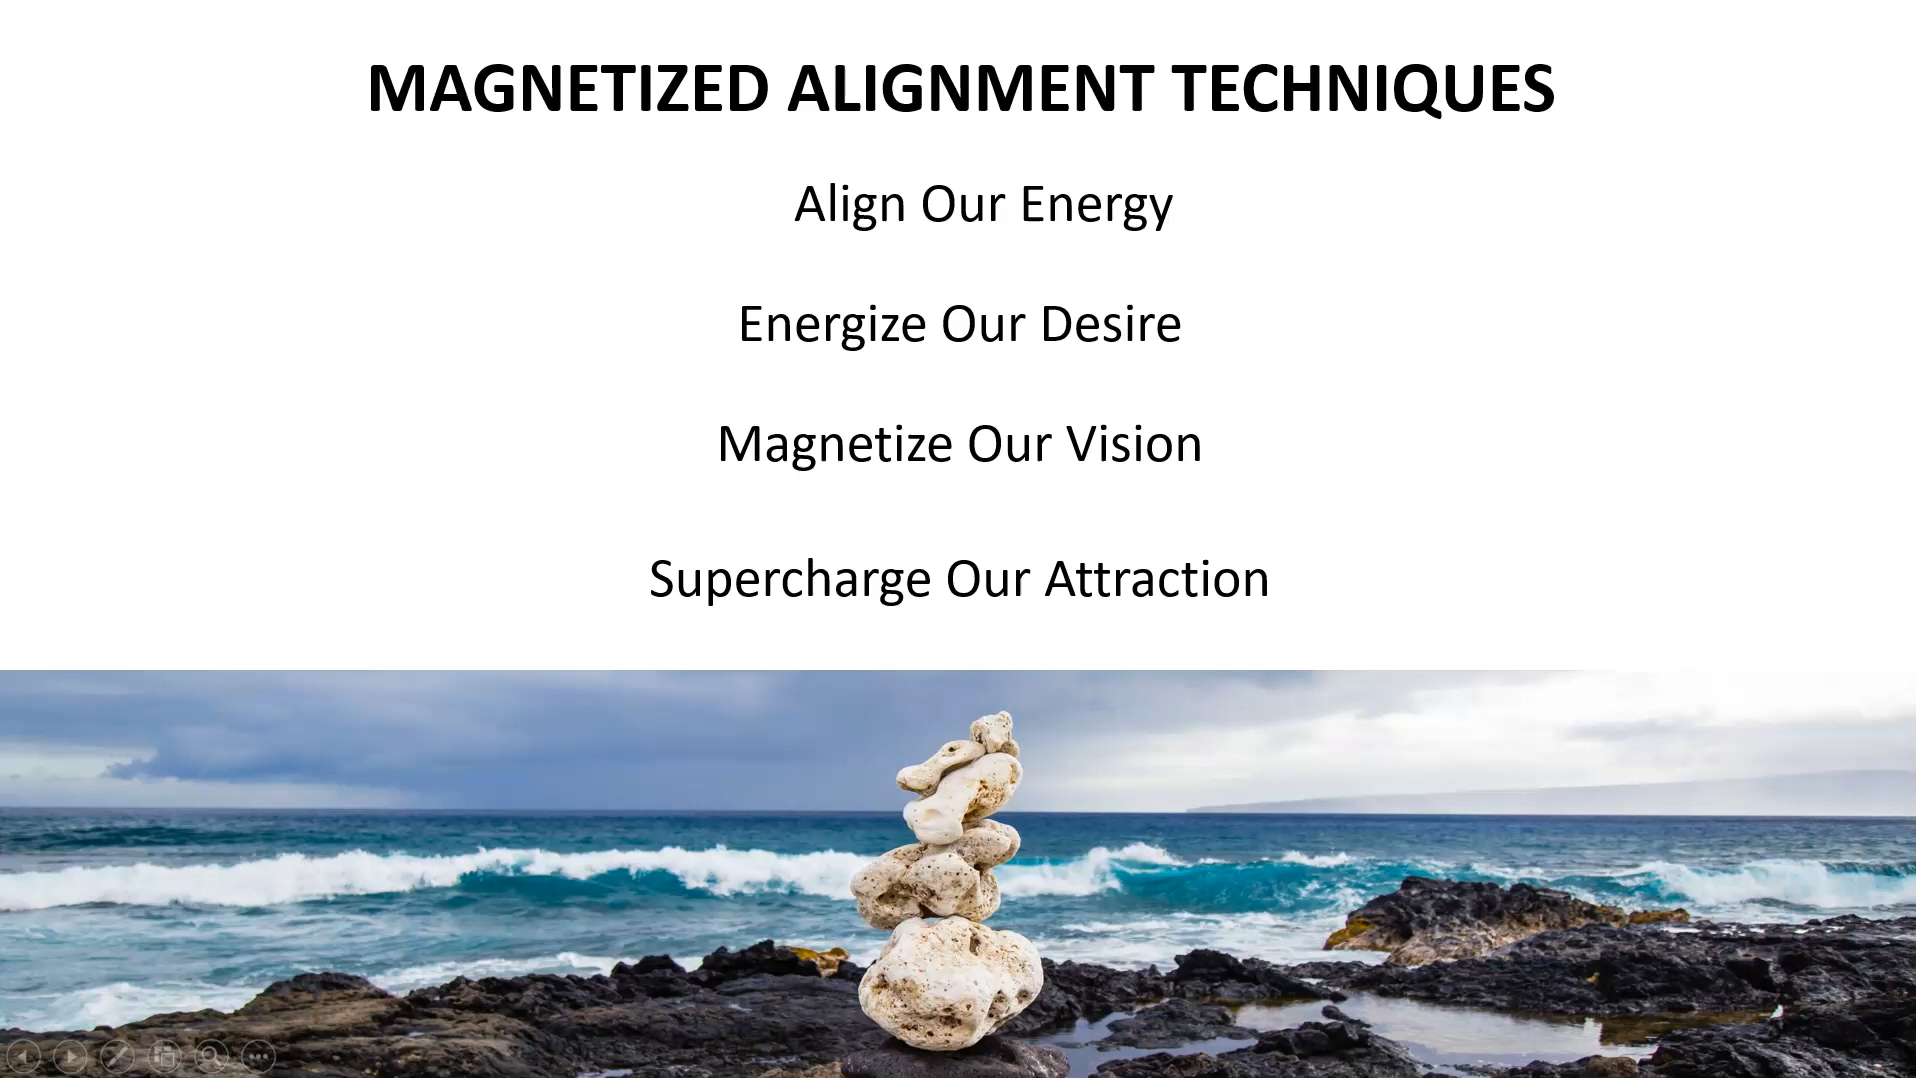 MAGNETIZED ALIGNMENT TECHNIQUES
Align Our Energy
Energize Our Desire
Magnetize Our Vision
Supercharge Our Attraction